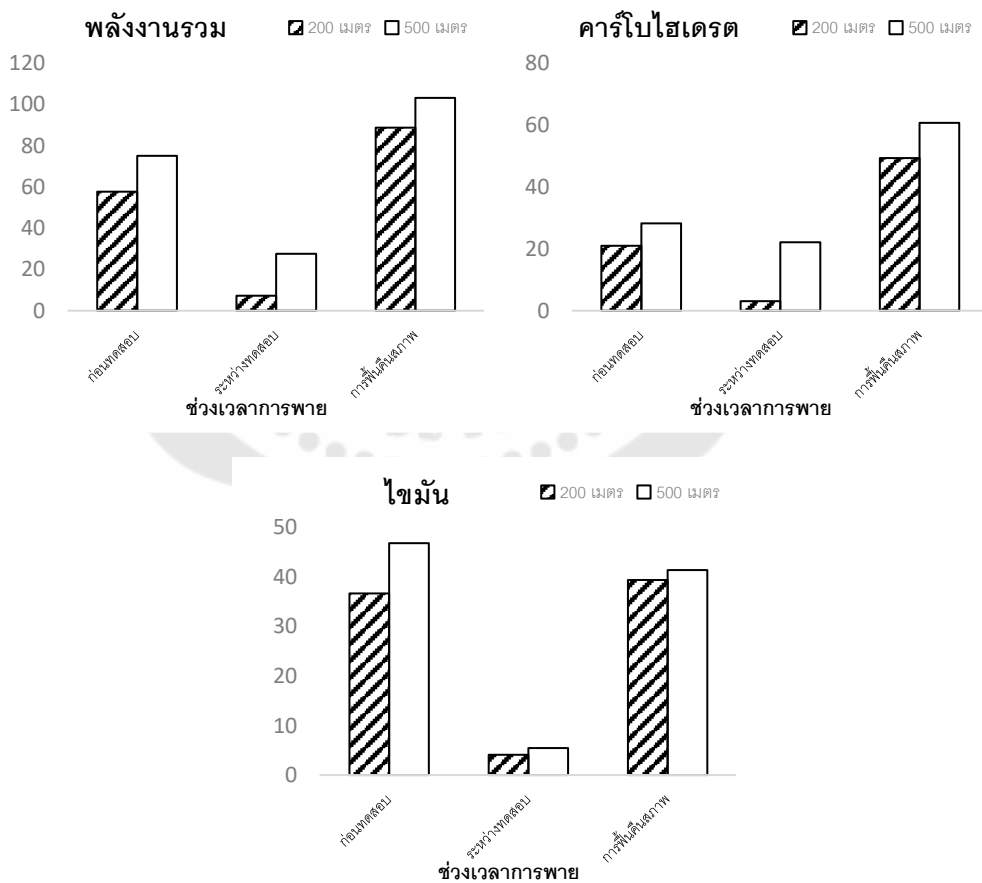 พลังงานรวม
200 เมตร 500 เมตร
120
100
80
60
40
20
0
ก่อนทดสอบ
ระหว่างทดสอบ
การฟื้นคืนสภาพ
ช่วงเวลาการพาย
คาร์โบไฮเดรต
200 เมตร 500 เมตร
80
60
40
20
0
ก่อนทดสอบ
ระหว่างทดสอบ
การฟื้นคืนสภาพ
ช่วงเวลาการพาย
ไขมัน
200 เมตร 500 เมตร
50
40
30
20
10
0
ก่อนทดสอบ
ระหว่างทดสอบ
การฟื้นคืนสภาพ
ช่วงเวลาการพาย